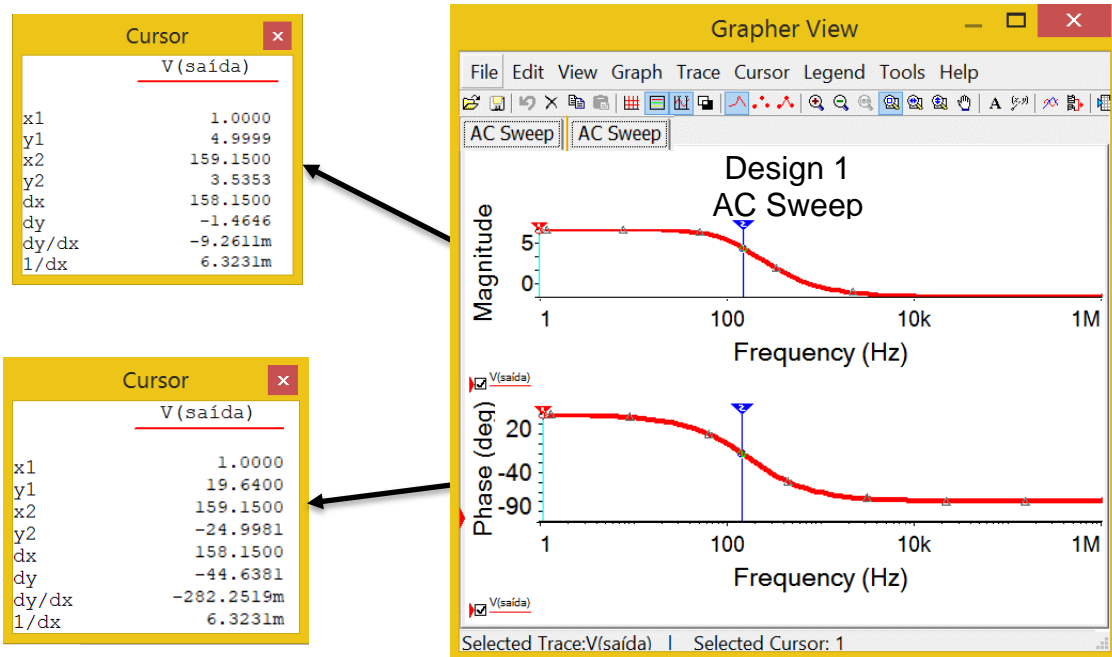 Cursor
V(saída)
x1 1.0000
y1 4.9999
x2 159.1500
y2 3.5353
dx 158.1500
dy -1.4646
dy/dx -9.2611m
1/dx 6.3231m
Cursor
V(saída)
x1 1.0000
y1 19.6400
x2 159.1500
y2 -24.9981
dx 158.1500
dy -44.6381
dy/dx -282.2519m
1/dx 6.3231m
Grapher View
File Edit View Graph Trace Cursor Legend Tools Help
AC Sweep AC Sweep
Design 1
AC Sweep
Magnitude
5
0
1 100 10k 1M
Frequency (Hz)
V(saída)
Phase (deg)
20
-40
-90
1 100 10k 1M
Frequency (Hz)
V(saída)
Selected Trace:V(saída) | Selected Cursor: 1